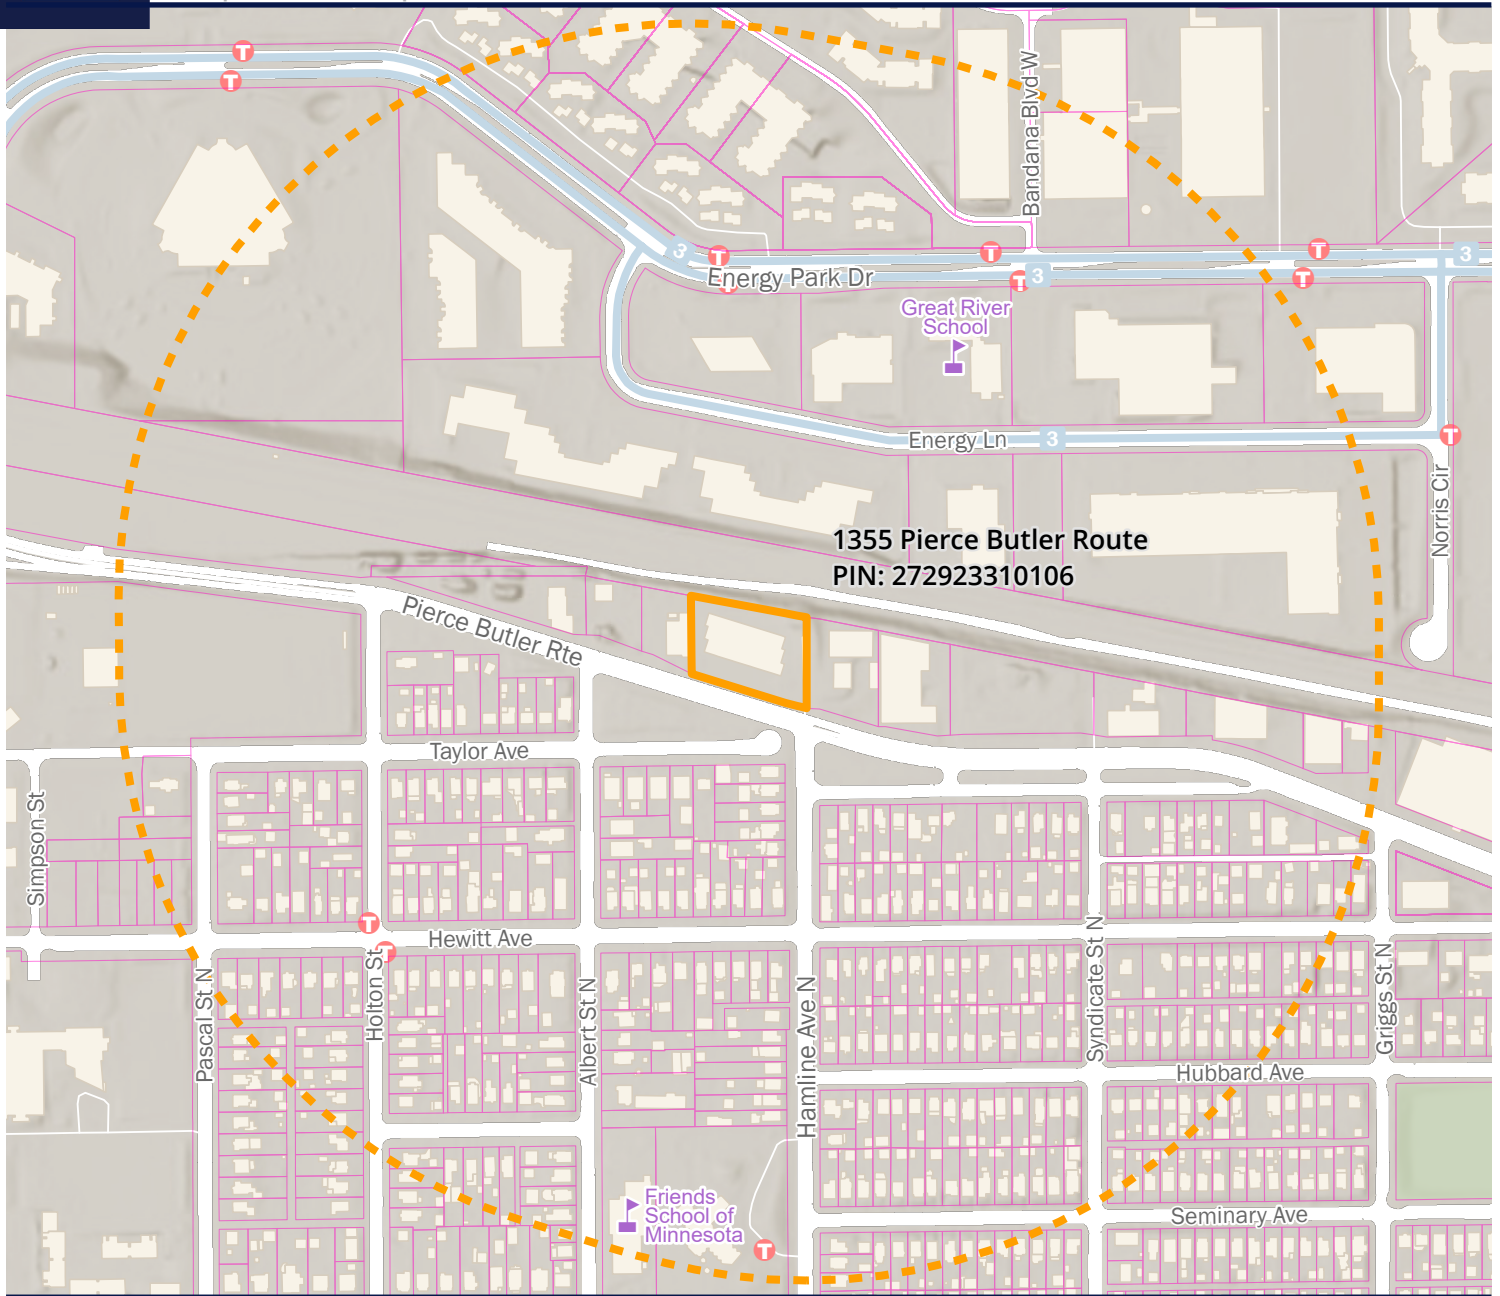 Bandana Blvd W
T
T
3
T
T
3
T
3
Energy Park Dr
T
T
T
Great River
School
Energy Ln
3
T
Norris Cir
1355 Pierce Butler Route
PIN: 272923310106
Pierce Butler Rte
Taylor Ave
Simpson St
T
Hewitt Ave
T
Pascal St N
Holton St
Albert St N
Hamline Ave N
Syndicate St N
Griggs St N
Hubbard Ave
Friends
School of
Minnesota
T
Seminary Ave